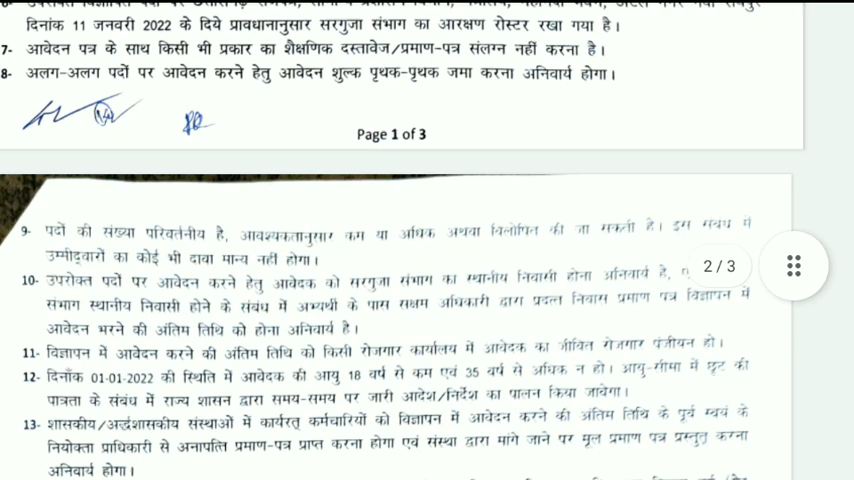 दिनांक 11 जनवरी 2022 के दिये प्रावधानानुसार सरगुजा संभाग का आरक्षण रोस्टर रखा गया है।
7- आवेदन पत्र के साथ किसी भी प्रकार का शैक्षणिक दस्तावेज/प्रमाण-पत्र संलग्न नहीं करना है।
8- अलग-अलग पदों पर आवेदन करने हेतु आवेदन शुल्क पृथक-पृथक जमा करना अनिवार्य होगा।
Page 1 of 3
9- पदों की संख्या परिवर्तनीय है, आवश्यकतानुसार कम या अधिक अथवा विलोपित की जा सकती है। इस संबंध में
उम्मीदवारों का कोई भी दावा मान्य नहीं होगा।
10- उपरोक्त पदों पर आवेदन करने हेतु आवेदक को सरगुजा संभाग का स्थानीय निवासी होना अनिवार्य है,
2 / 3
संभाग स्थानीय निवासी होने के संबंध में अभ्यर्थी के पास सक्षम अधिकारी द्वारा प्रदत्त निवास प्रमाण पत्र विज्ञापन में
आवेदन भरने की अंतिम तिथि को होना अनिवार्य है।
11- विज्ञापन में आवेदन करने की अंतिम तिथि को किसी रोजगार कार्यालय में आवेदक का जीवित रोजगार पंजीयन हो।
12- दिनाँक 01-01-2022 की स्थिति में आवेदक की आयु 18 वर्ष से कम एवं 35 वर्ष से अधिक न हो। आयु-सीमा में छूट की
पात्रता के संबंध में राज्य शासन द्वारा समय-समय पर जारी आदेश/निर्देश का पालन किया जावेगा।
13- शासकीय/अर्द्धशासकीय संस्थाओं में कार्यरत् कर्मचारियों को विज्ञापन में आवेदन करने की अंतिम तिथि के पूर्व स्वयं के
नियोक्ता प्राधिकारी से अनापत्ति प्रमाण-पत्र प्राप्त करना होगा एवं संस्था द्वारा मांगे जाने पर मूल प्रमाण पत्र प्रस्तुत करना
अनिवार्य होगा।